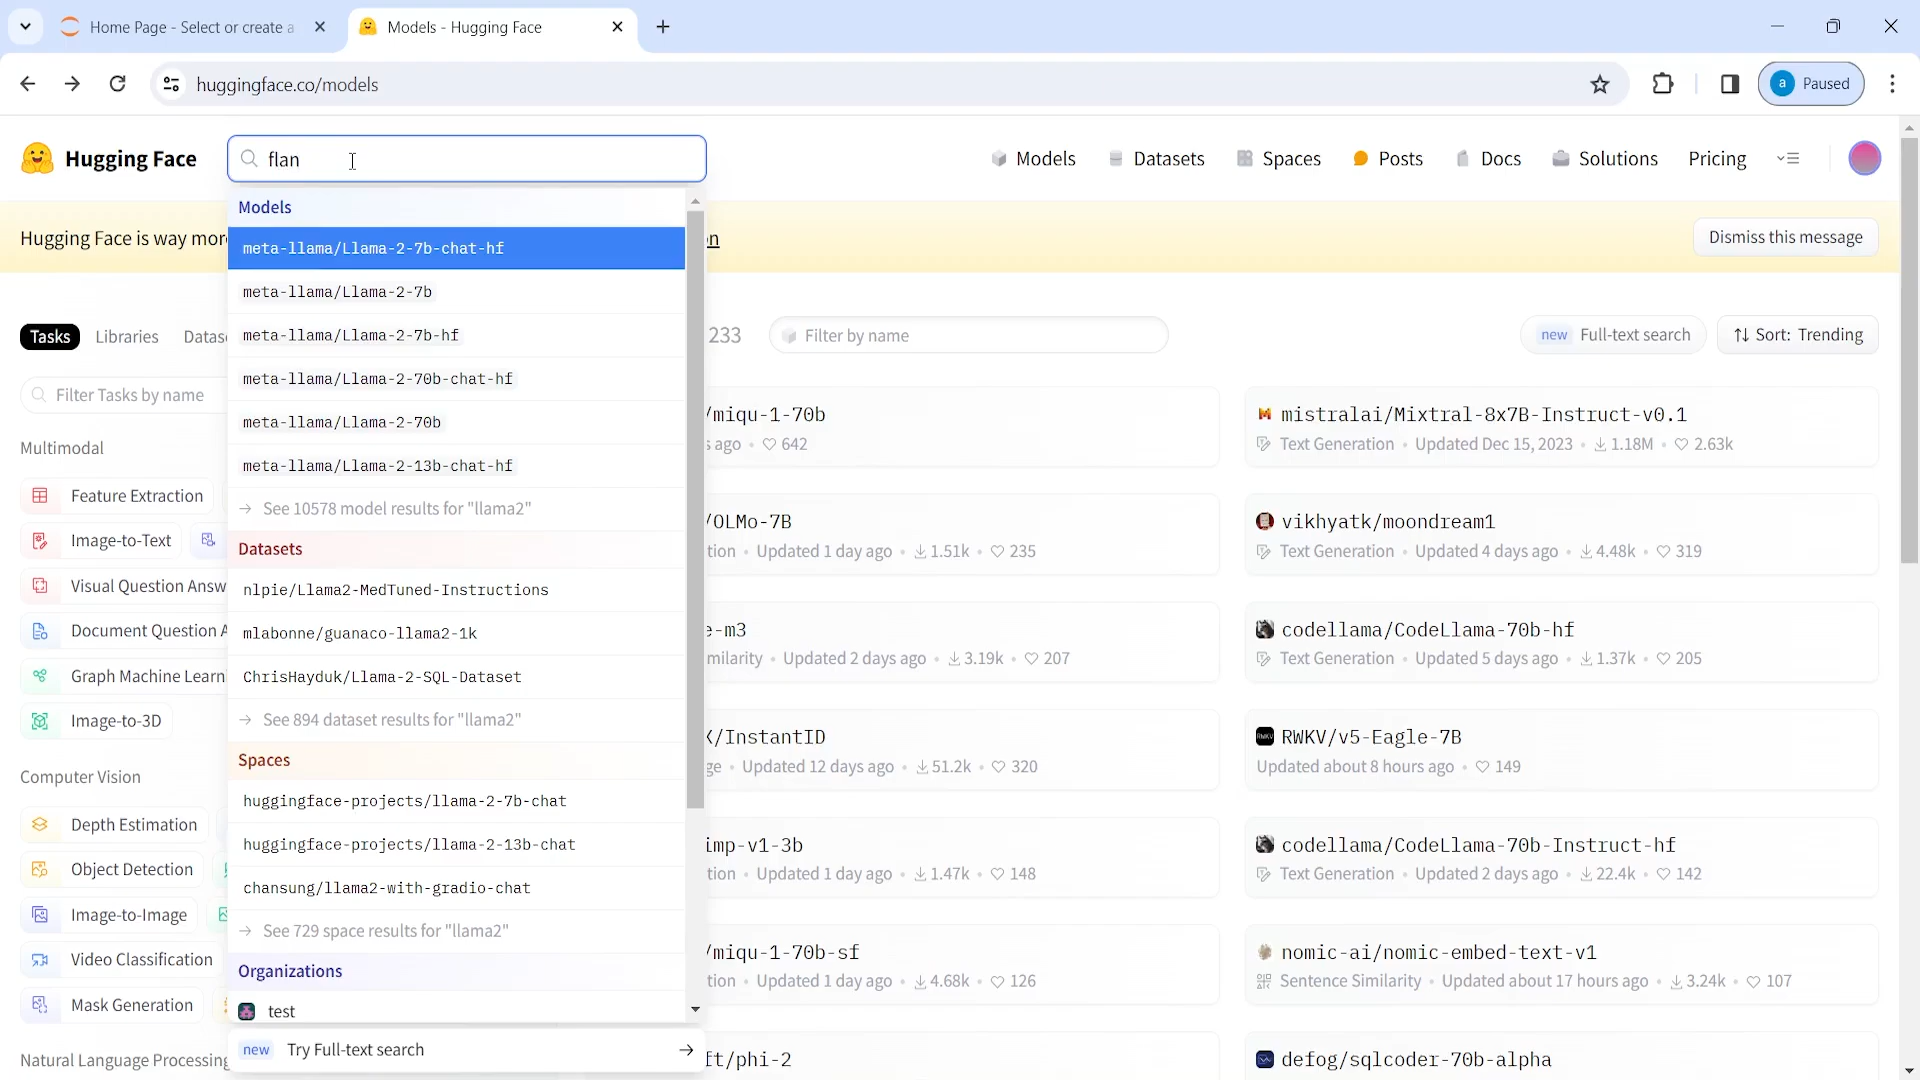 Home Page - Select or create a
Models - Hugging Face
huggingface.co/models
a Paused
Hugging Face
flan
Models
Datasets
Spaces
Posts
Docs
Solutions
Pricing
Hugging Face is way more
n
Dismiss this message
Models
meta-llama/Llama-2-7b-chat-hf
meta-llama/Llama-2-7b
meta-llama/Llama-2-7b-hf
meta-llama/Llama-2-70b-chat-hf
meta-llama/Llama-2-70b
meta-llama/Llama-2-13b-chat-hf
See 10578 model results for "llama2"
Datasets
nlpie/Llama2-MedTuned-Instructions
mlabonne/guanaco-llama2-1k
ChrisHayduk/Llama-2-SQL-Dataset
See 894 dataset results for "llama2"
Spaces
huggingface-projects/llama-2-7b-chat
huggingface-projects/llama-2-13b-chat
chansung/llama2-with-gradio-chat
See 729 space results for "llama2"
Organizations
test
new Try Full-text search
Tasks Libraries Datas
Filter Tasks by name
Multimodal
Feature Extraction
Image-to-Text
Visual Question Answ
Document Question A
Graph Machine Learn
Image-to-3D
Computer Vision
Depth Estimation
Object Detection
Image-to-Image
Video Classification
Mask Generation
Natural Language Processing
233
Filter by name
new Full-text search
Sort: Trending
/miqu-1-70b
s ago • 642
mistralai/Mixtral-8x7B-Instruct-v0.1
Text Generation • Updated Dec 15, 2023 • 1.18M • 2.63k
/OLMo-7B
tion • Updated 1 day ago • 1.51k • 235
vikhyatk/moondream1
Text Generation • Updated 4 days ago • 4.48k • 319
e-m3
milarity • Updated 2 days ago • 3.19k • 207
codellama/CodeLlama-70b-hf
Text Generation • Updated 5 days ago • 1.37k • 205
X/InstantID
ge • Updated 12 days ago • 51.2k • 320
RWKV/v5-Eagle-7B
Updated about 8 hours ago • 149
imp-v1-3b
tion • Updated 1 day ago • 1.47k • 148
codellama/CodeLlama-70b-Instruct-hf
Text Generation • Updated 2 days ago • 22.4k • 142
/miqu-1-70b-sf
tion • Updated 1 day ago • 4.68k • 126
nomic-ai/nomic-embed-text-v1
Sentence Similarity • Updated about 17 hours ago • 3.24k • 107
ft/phi-2
defog/sqlcoder-70b-alpha